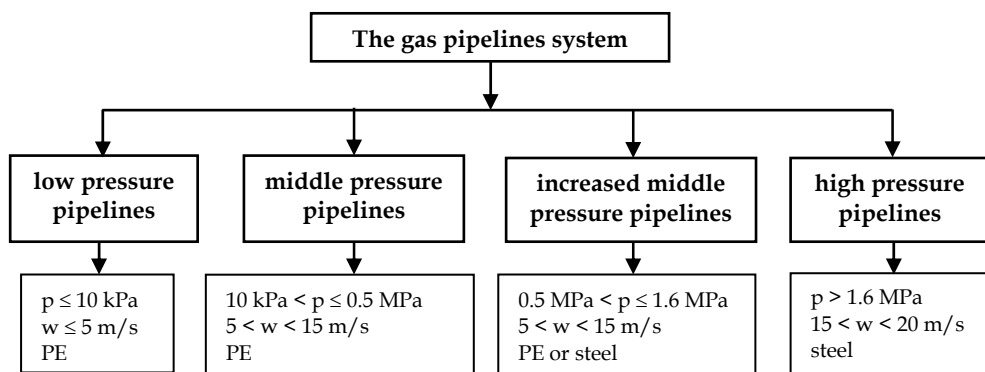 The gas pipelines system
low pressure
pipelines
middle pressure
pipelines
increased middle
pressure pipelines
high pressure
pipelines
p ≤ 10 kPa
w ≤ 5 m/s
PE
10 kPa < p ≤ 0.5 MPa
5 < w < 15 m/s
PE
0.5 MPa < p ≤ 1.6 MPa
5 < w < 15 m/s
PE or steel
p > 1.6 MPa
15 < w < 20 m/s
steel